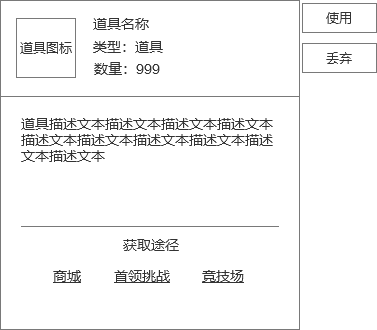 道具图标
道具名称
类型：道具
数量：999
使用
丢弃
道具描述文本描述文本描述文本描述文本
描述文本描述文本描述文本描述文本描述
文本描述文本
获取途径
商城 首领挑战 竞技场